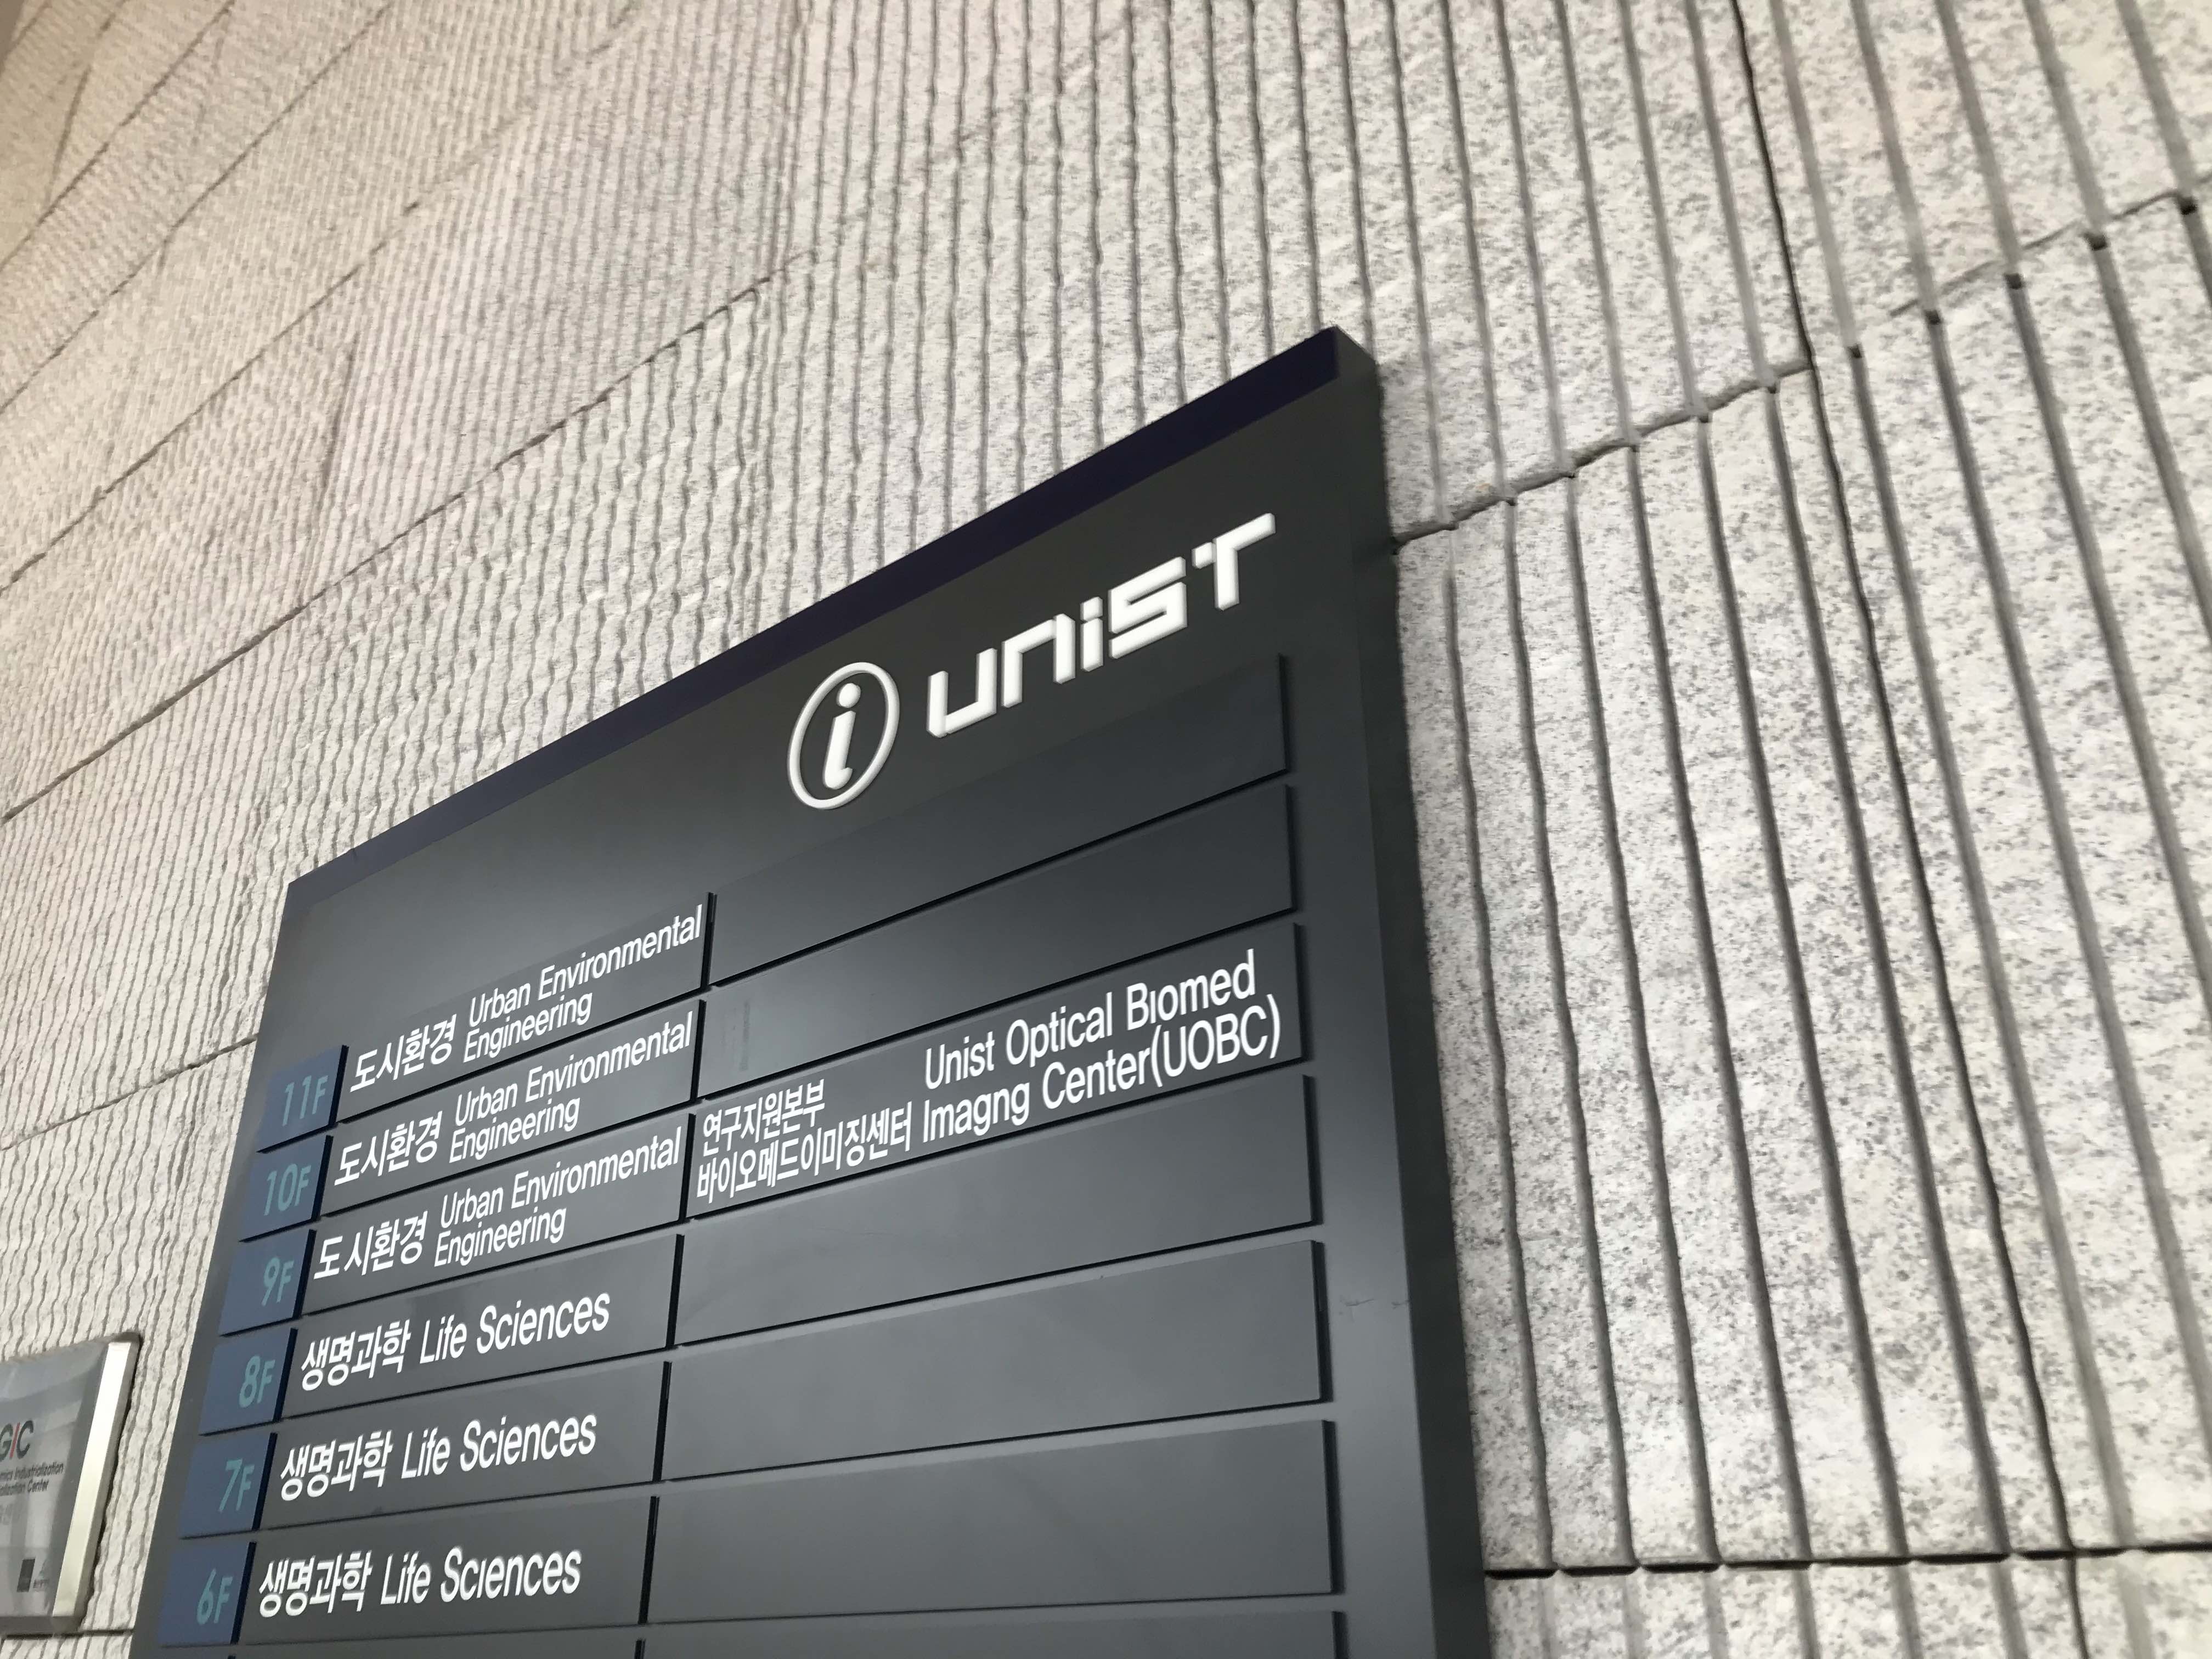 i UNIST
11F 도시환경 Urban Environmental
Engineering
10F 도시환경 Urban Environmental
Engineering
9F 도시환경 Urban Environmental
Engineering
연구지원본부
바이오메드이미징센터
Unist Optical Biomed
Imagng Center(UOBC)
8F 생명과학 Life Sciences
7F 생명과학 Life Sciences
6F 생명과학 Life Sciences
GIC
Industrialization
Center